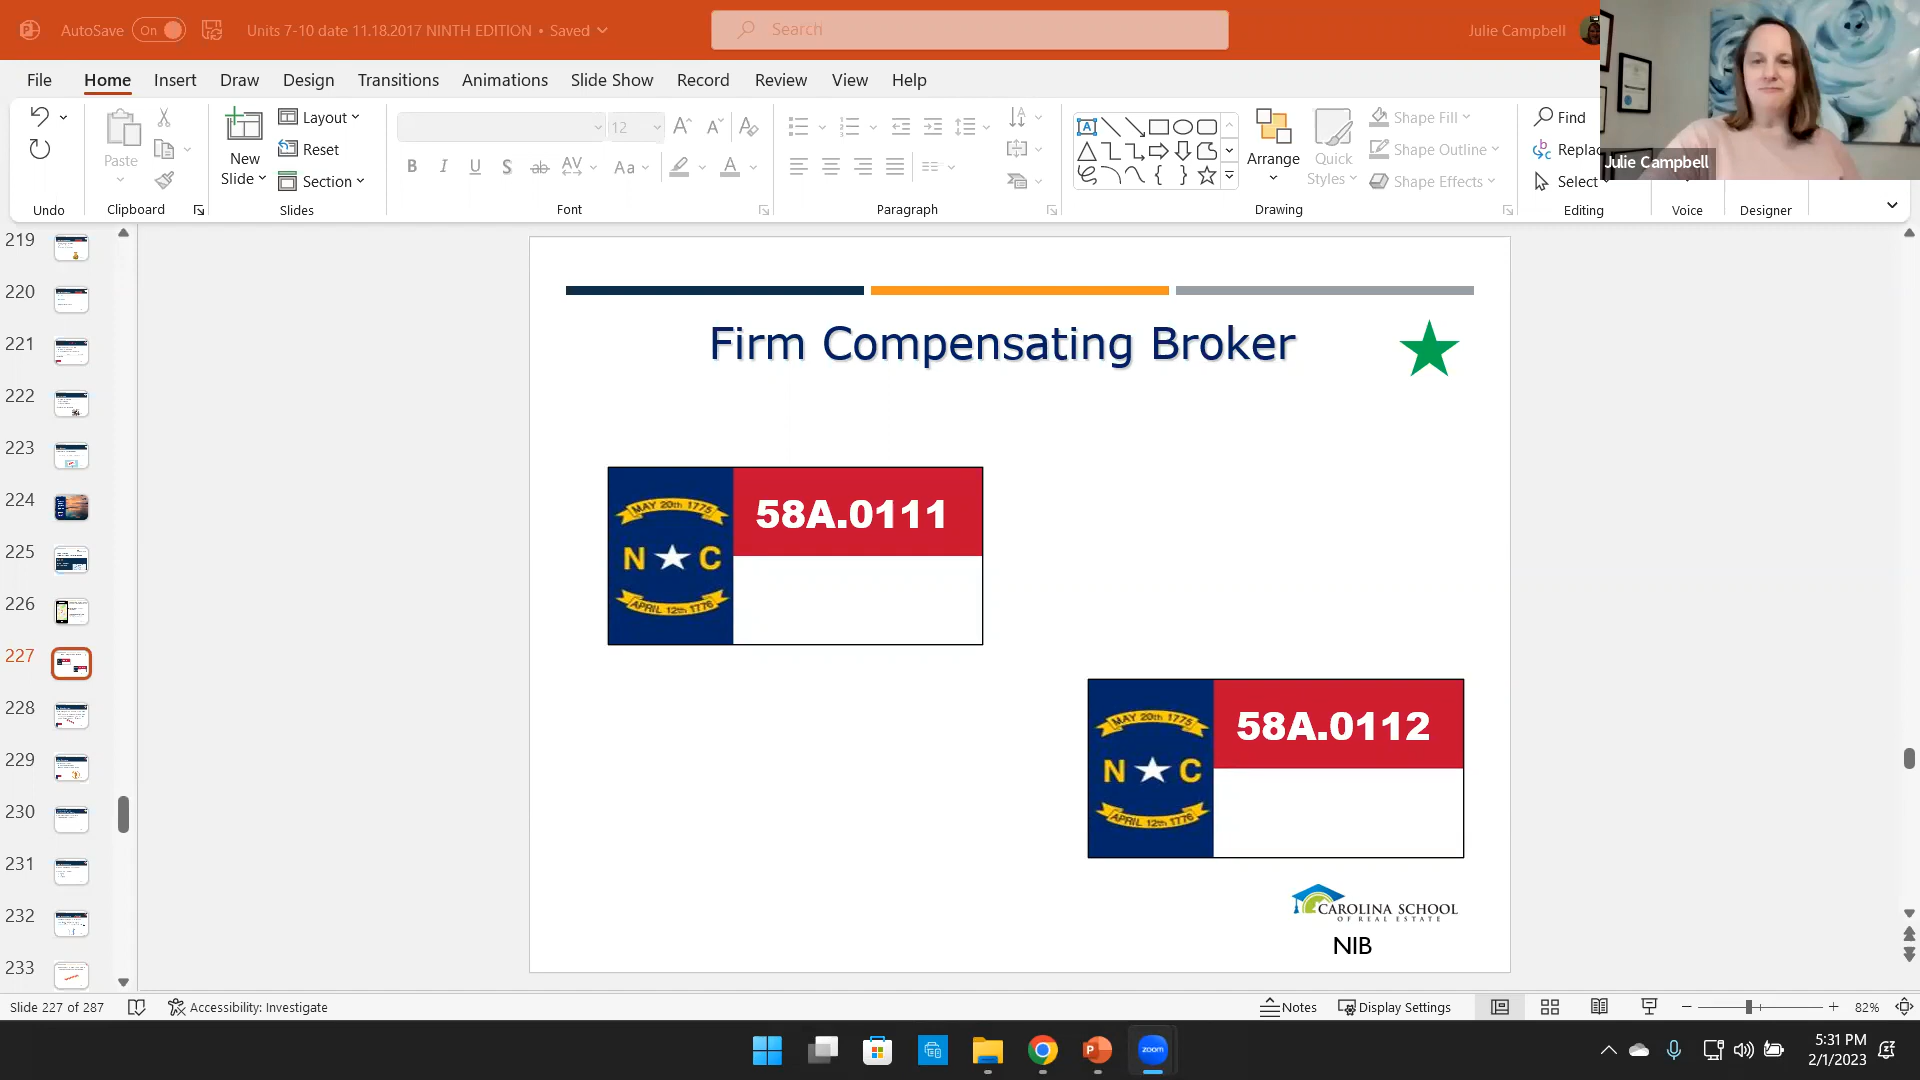 AutoSave
On
Units 7-10 date 11.18.2017 NINTH EDITION • Saved
Search
Julie Campbell
File
Home
Insert
Draw
Design
Transitions
Animations
Slide Show
Record
Review
View
Help
Paste
New
Slide
Layout
Reset
Section
12
Arrange
Quick
Styles
Shape Fill
Shape Outline
Shape Effects
Find
Replac
Select
Julie Campbell
Undo
Clipboard
Slides
Font
Paragraph
Drawing
Editing
Voice
Designer
219
220
221
222
223
224
225
226
227
228
229
230
231
232
233
Firm Compensating Broker
MAY 20th 1775
N C
APRIL 12th 1776
58A.0111
MAY 20th 1775
N C
APRIL 12th 1776
58A.0112
CAROLINA SCHOOL
OF REAL ESTATE
NIB
Slide 227 of 287
Accessibility: Investigate
Notes
Display Settings
82%
zoom
5:31 PM
2/1/2023